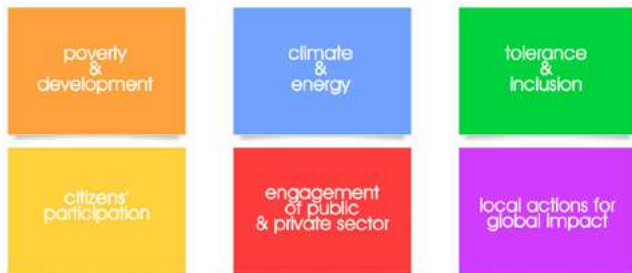 poverty
&
development
climate
&
energy
tolerance
&
inclusion
citizens'
participation
engagement
of public
& private sector
local actions for
global impact